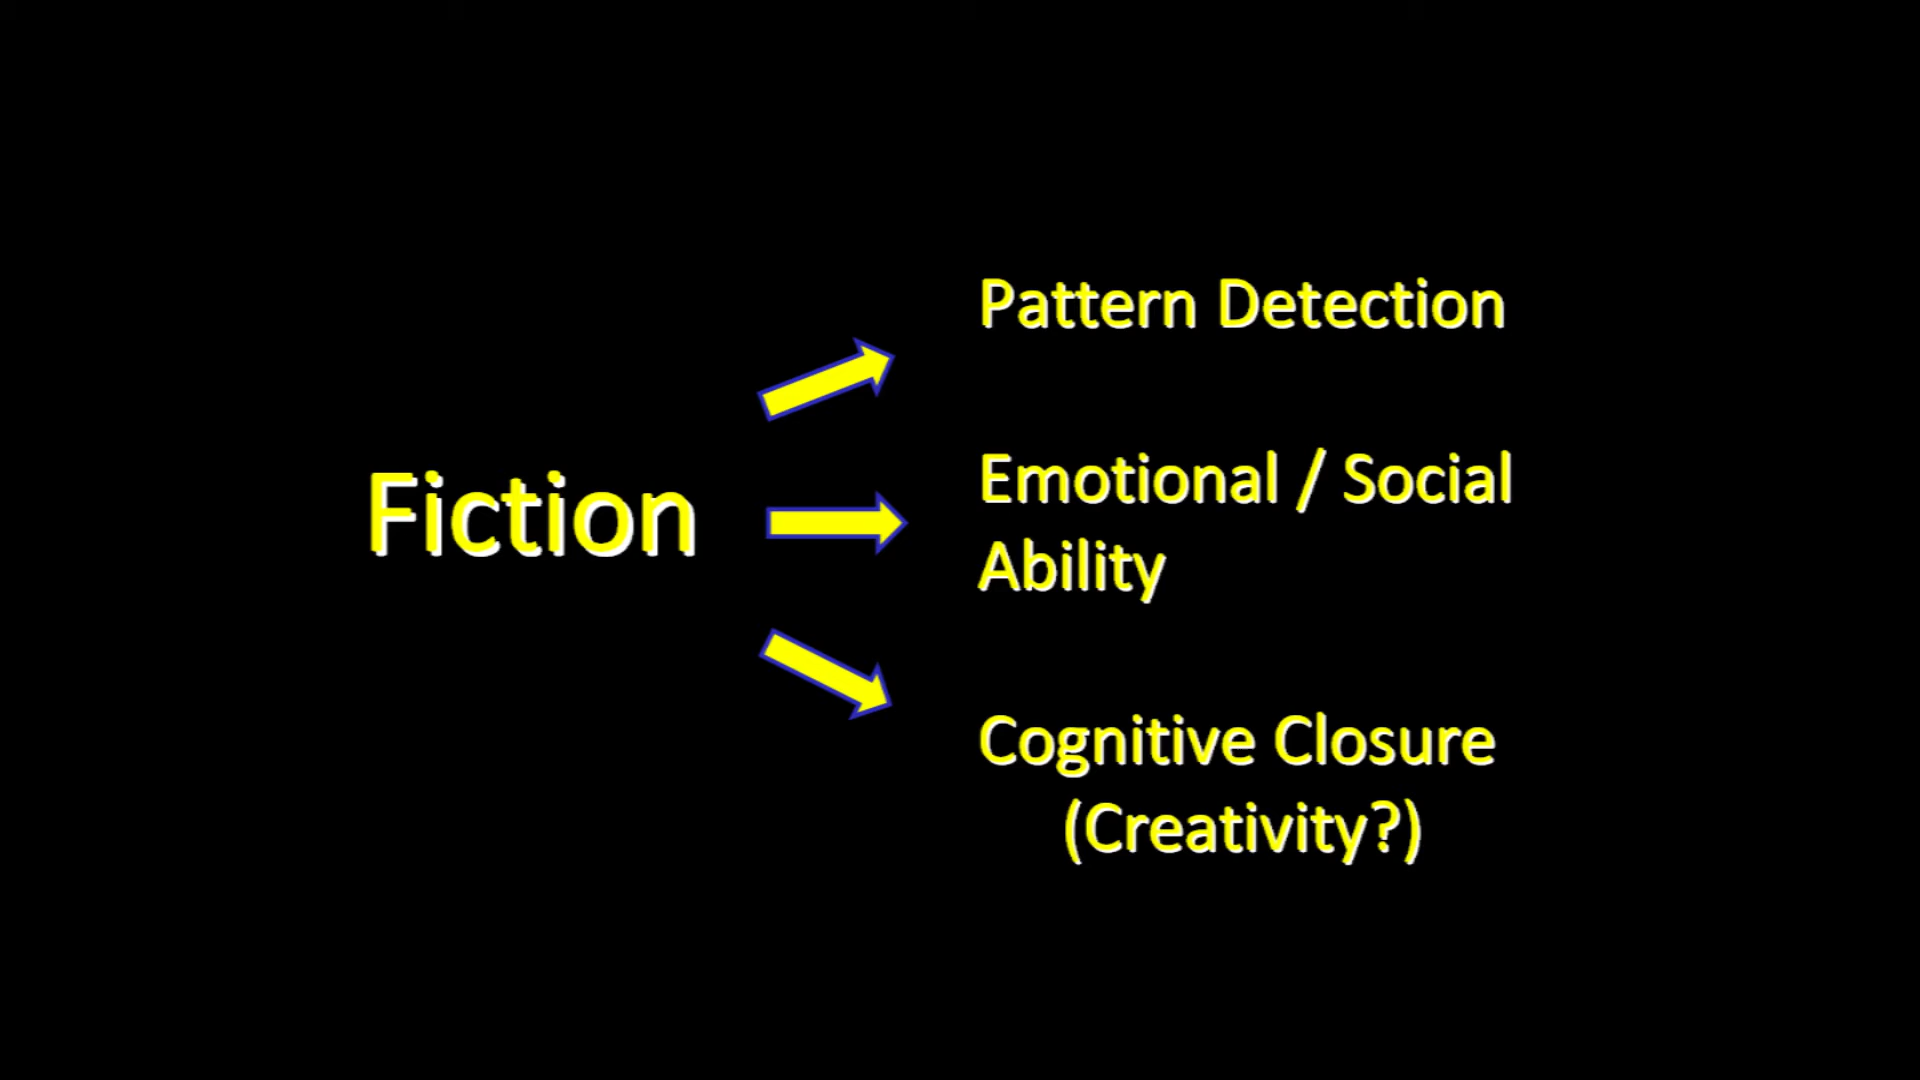 Fiction
Pattern Detection
Emotional / Social
Ability
Cognitive Closure
(Creativity?)